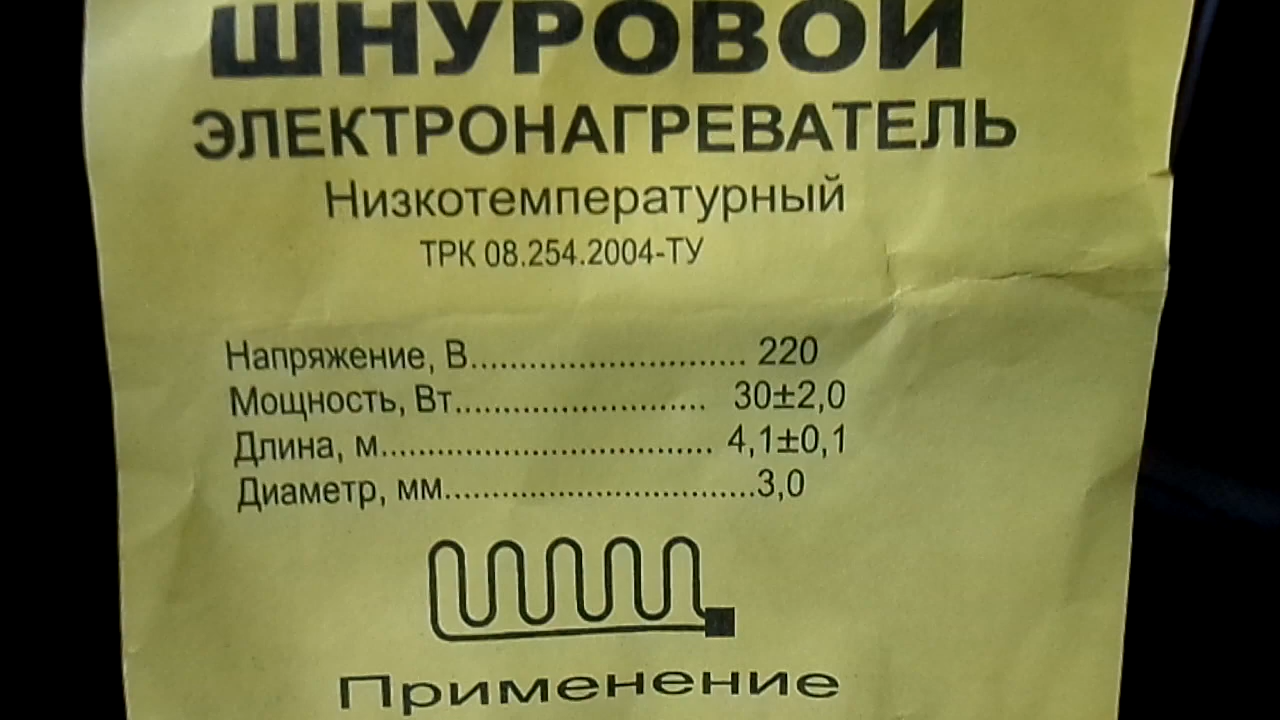 ШНУРОВОЙ
ЭЛЕКТРОНАГРЕВАТЕЛЬ
Низкотемпературный
ТРК 08.254.2004-ТУ
Напряжение, В............................ 220
Мощность, Вт.......................... 30±2,0
Длина, м.................................. 4,1±0,1
Диаметр, мм................................3,0
Применение